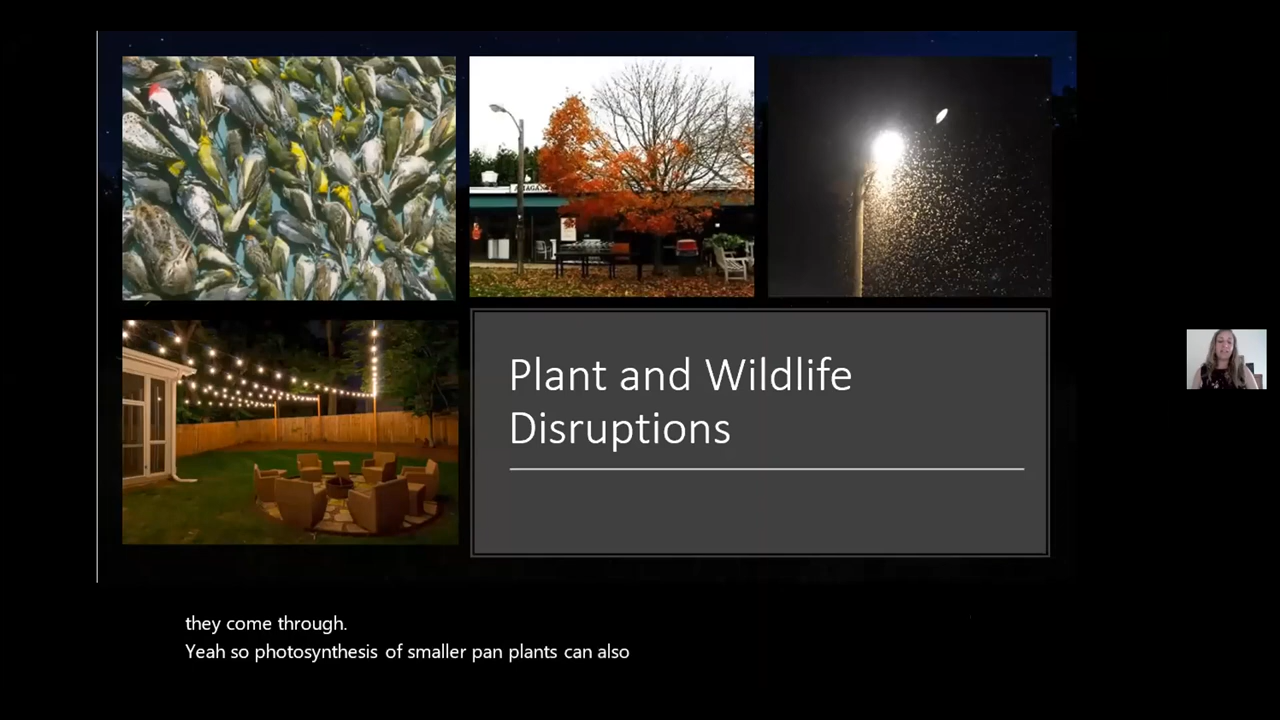 Plant and Wildlife
Disruptions
they come through.
Yeah so photosynthesis of smaller pan plants can also